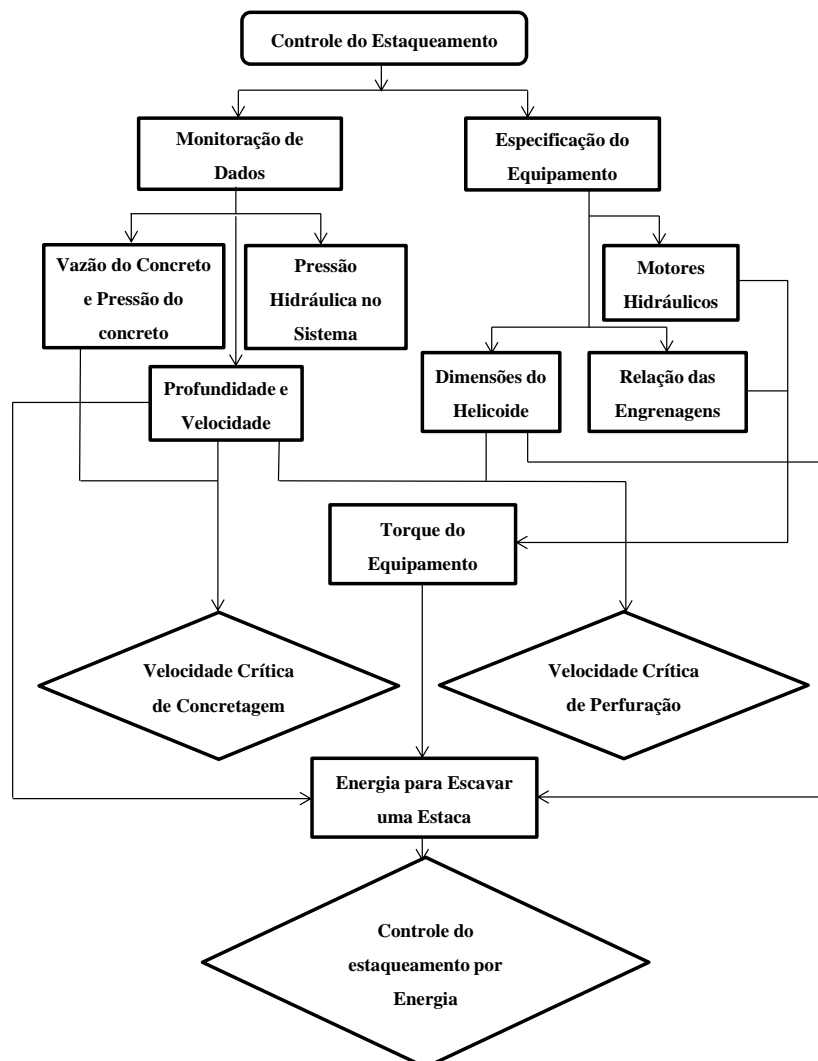 Controle do Estaqueamento
Monitoração de
Dados
Especificação do
Equipamento
Vazão do Concreto
e Pressão do
concreto
Pressão
Hidráulica no
Sistema
Motores
Hidráulicos
Profundidade e
Velocidade
Dimensões do
Helicoide
Relação das
Engrenagens
Torque do
Equipamento
Velocidade Crítica
de Concretagem
Velocidade Crítica
de Perfuração
Energia para Escavar
uma Estaca
Controle do
estaqueamento por
Energia